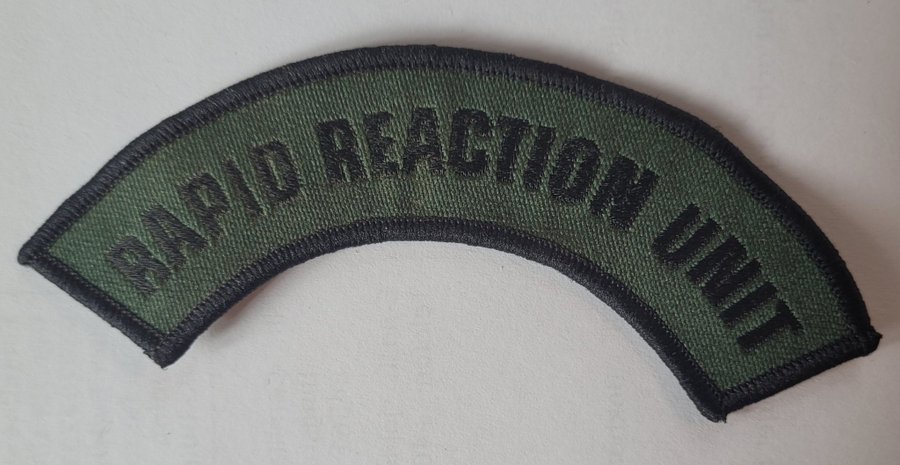 RAPID REACTION UNIT